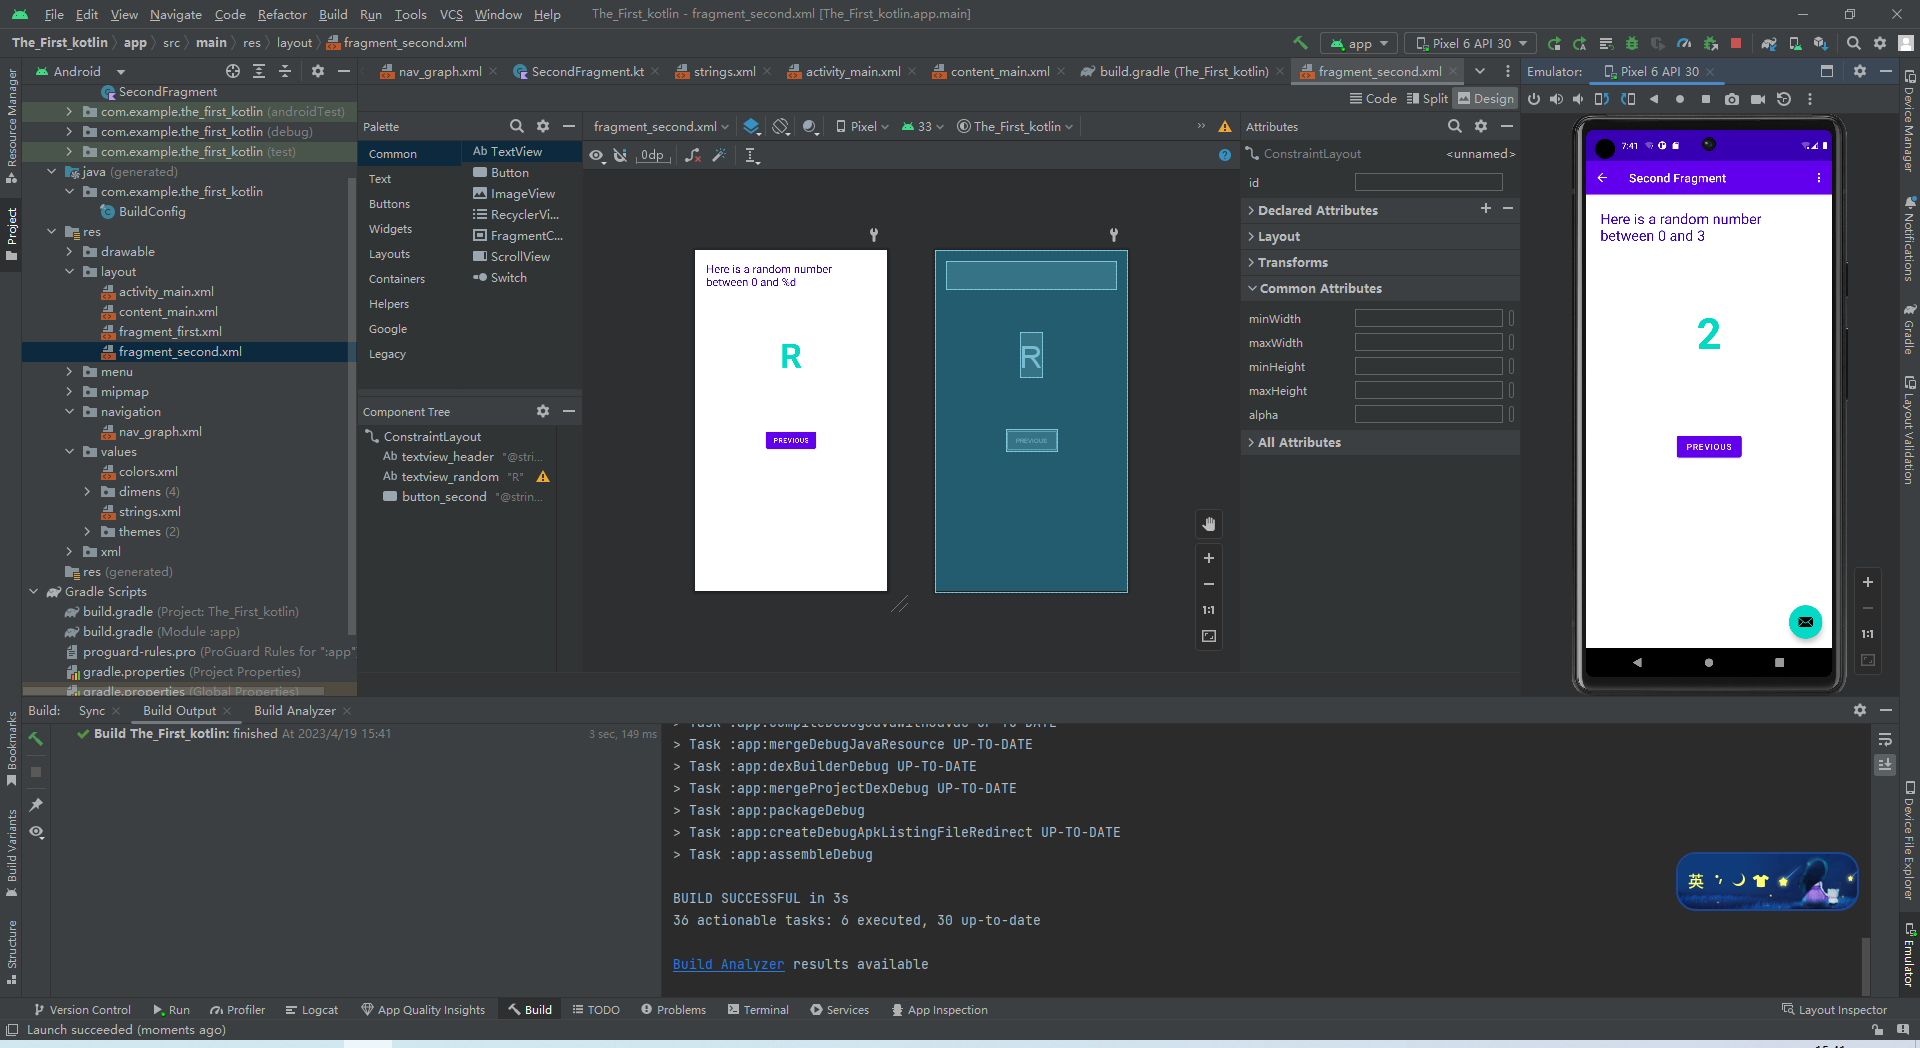 File Edit View Navigate Code Refactor Build Run Tools VCS Window Help The_First_kotlin - fragment_second.xml [The_First_kotlin.app.main]
The_First_kotlin app src main res layout fragment_second.xml app Pixel 6 API 30
Android nav_graph.xml SecondFragment.kt strings.xml activity_main.xml content_main.xml build.gradle (The_First_kotlin) fragment_second.xml Emulator: Pixel 6 API 30
Code Split Design
Resource Manager
Project
Bookmarks
Build Variants
Structure
SecondFragment
com.example.the_first_kotlin (androidTest)
com.example.the_first_kotlin (debug)
com.example.the_first_kotlin (test)
java (generated)
com.example.the_first_kotlin
BuildConfig
res
drawable
layout
activity_main.xml
content_main.xml
fragment_first.xml
fragment_second.xml
menu
mipmap
navigation
nav_graph.xml
values
colors.xml
dimens (4)
strings.xml
themes (2)
xml
res (generated)
Gradle Scripts
build.gradle (Project: The_First_kotlin)
build.gradle (Module :app)
proguard-rules.pro (ProGuard Rules for ":app"
gradle.properties (Project Properties)
gradle.properties (Global Properties)
Palette
Common
Text
Buttons
Widgets
Layouts
Containers
Helpers
Google
Legacy
Ab TextView
Button
ImageView
RecyclerVi...
FragmentC...
ScrollView
Switch
Component Tree
ConstraintLayout
Ab textview_header "@stri...
Ab textview_random "R"
button_second "@strin...
fragment_second.xml Pixel 33 The_First_kotlin
0dp
Here is a random number
between 0 and %d
R
PREVIOUS
R
PREVIOUS
1:1
Attributes
ConstraintLayout <unnamed>
id
Declared Attributes
Layout
Transforms
Common Attributes
minWidth
maxWidth
minHeight
maxHeight
alpha
All Attributes
7:41
Second Fragment
Here is a random number
between 0 and 3
2
PREVIOUS
1:1
Device Manager
Notifications
Gradle
Layout Validation
Device File Explorer
Emulator
Build: Sync Build Output Build Analyzer
Build The_First_kotlin: finished At 2023/4/19 15:41 3 sec, 149 ms
> Task :app:compileDebugJavaWithJavac UP-TO-DATE
> Task :app:mergeDebugJavaResource UP-TO-DATE
> Task :app:dexBuilderDebug UP-TO-DATE
> Task :app:mergeProjectDexDebug UP-TO-DATE
> Task :app:packageDebug
> Task :app:createDebugApkListingFileRedirect UP-TO-DATE
> Task :app:assembleDebug
BUILD SUCCESSFUL in 3s
36 actionable tasks: 6 executed, 30 up-to-date
Build Analyzer results available
英
Version Control Run Profiler Logcat App Quality Insights Build TODO Problems Terminal Services App Inspection Layout Inspector
Launch succeeded (moments ago)